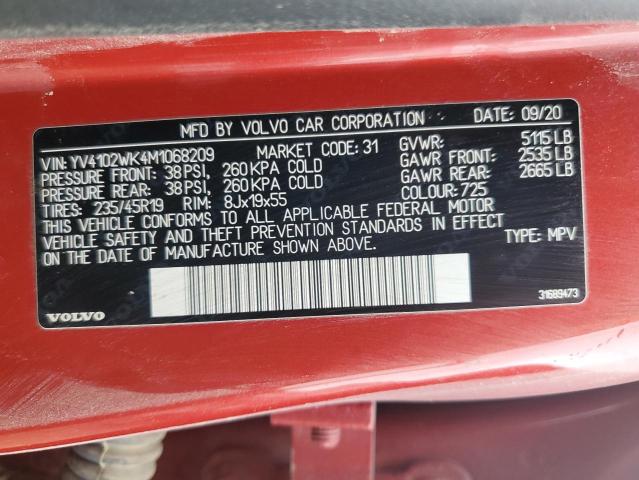 MFD BY VOLVO CAR CORPORATION DATE: 09/20
VIN: YV4102WK4M1068209 MARKET CODE: 31 GVWR: 5115 LB
PRESSURE FRONT: 38 PSI, 260 KPA COLD GAWR FRONT: 2535 LB
PRESSURE REAR: 38 PSI, 260 KPA COLD GAWR REAR: 2665 LB
TIRES: 235/45R19 RIM: 8Jx19x55 COLOUR: 725
THIS VEHICLE CONFORMS TO ALL APPLICABLE FEDERAL MOTOR
VEHICLE SAFETY AND THEFT PREVENTION STANDARDS IN EFFECT
ON THE DATE OF MANUFACTURE SHOWN ABOVE. TYPE: MPV
VOLVO 31689473